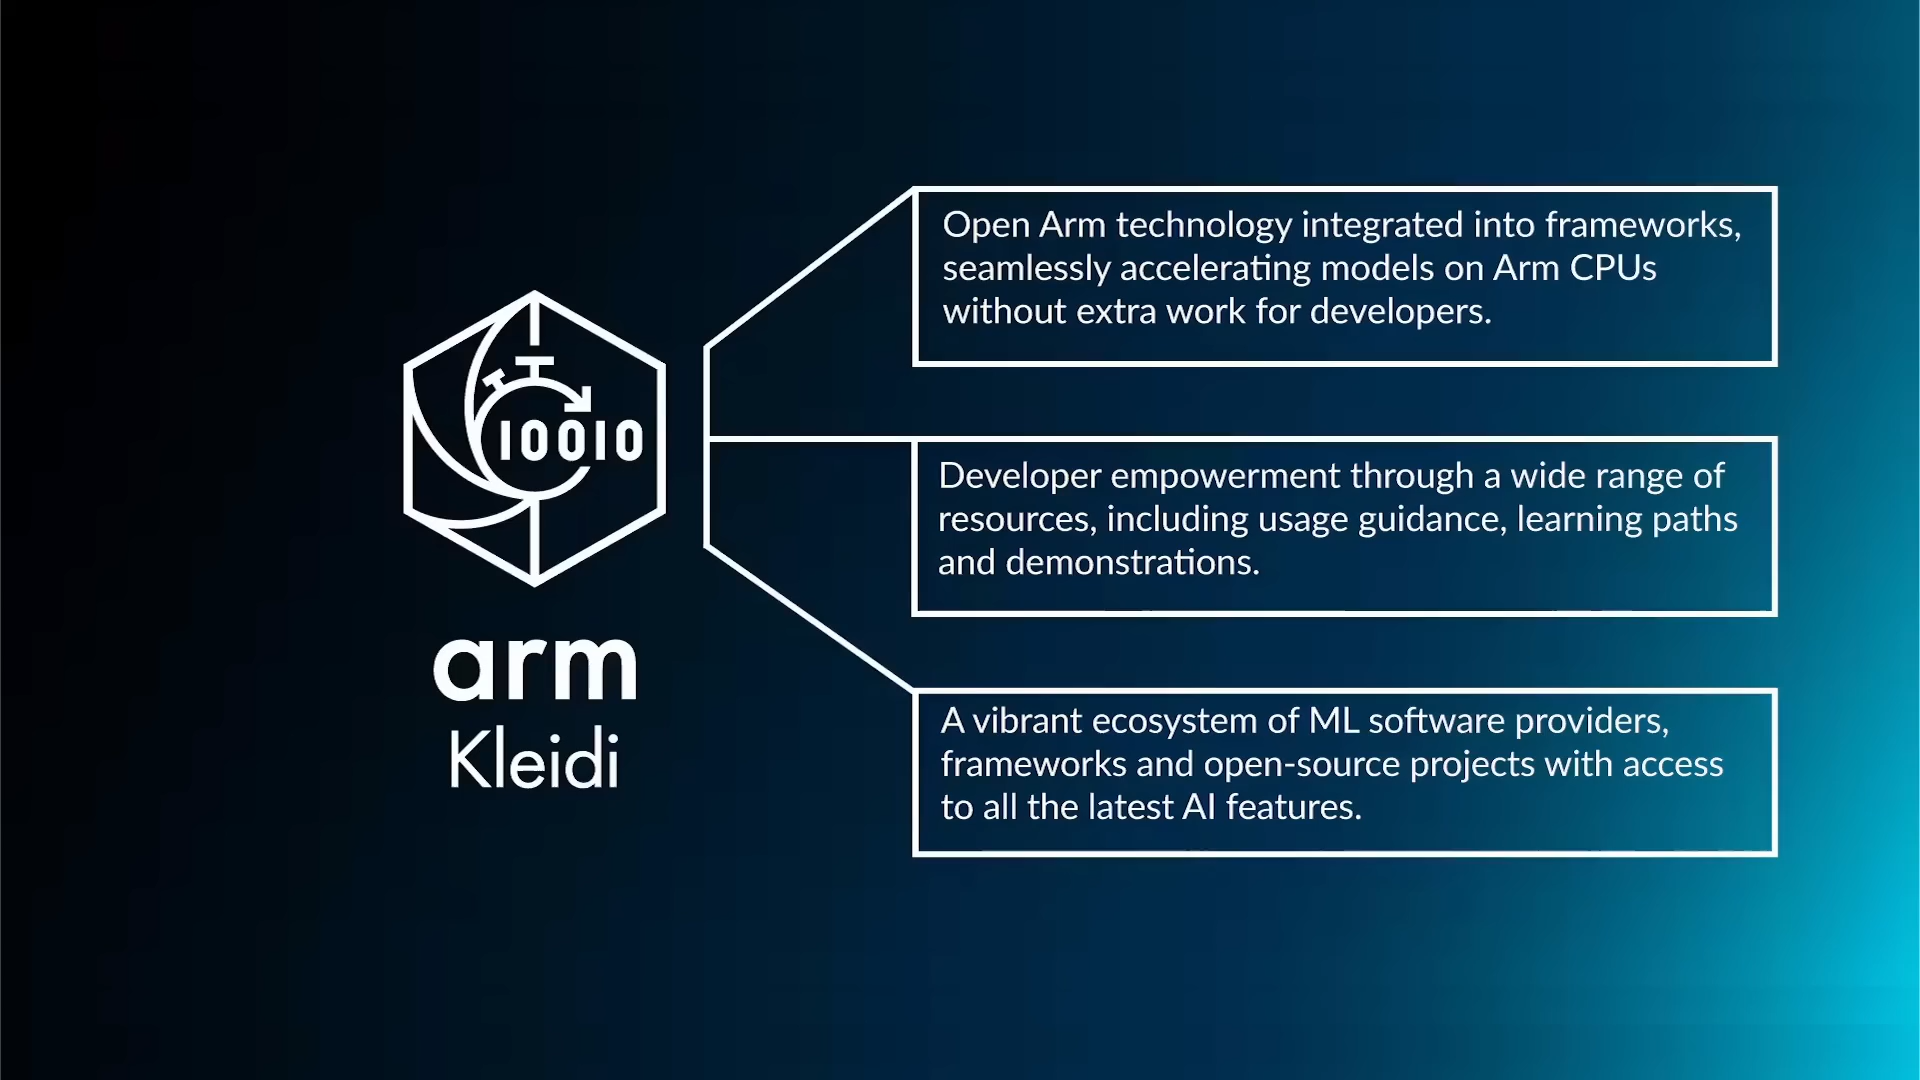 10010
arm
Kleidi
Open Arm technology integrated into frameworks,
seamlessly accelerating models on Arm CPUs
without extra work for developers.
Developer empowerment through a wide range of
resources, including usage guidance, learning paths
and demonstrations.
A vibrant ecosystem of ML software providers,
frameworks and open-source projects with access
to all the latest AI features.